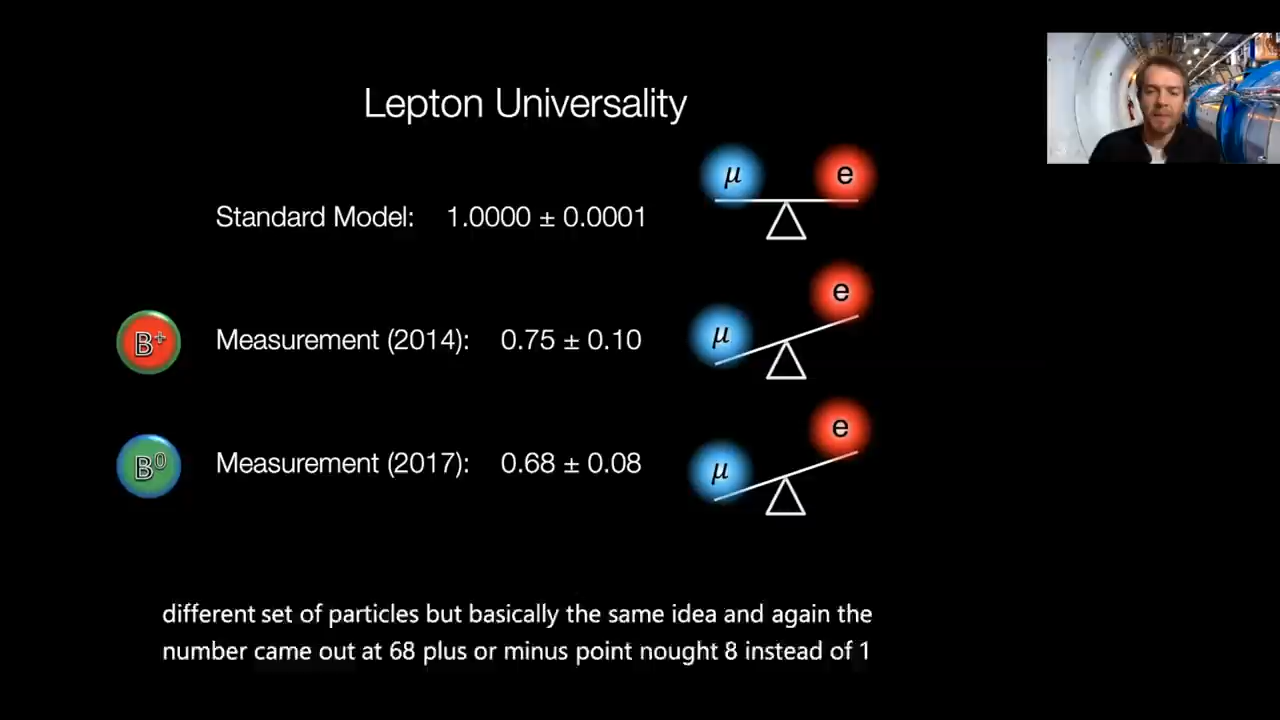 Lepton Universality
μ e
Standard Model: 1.0000 ± 0.0001
e
B⁺ Measurement (2014): 0.75 ± 0.10 μ
e
B⁰ Measurement (2017): 0.68 ± 0.08 μ
different set of particles but basically the same idea and again the
number came out at 68 plus or minus point nought 8 instead of 1